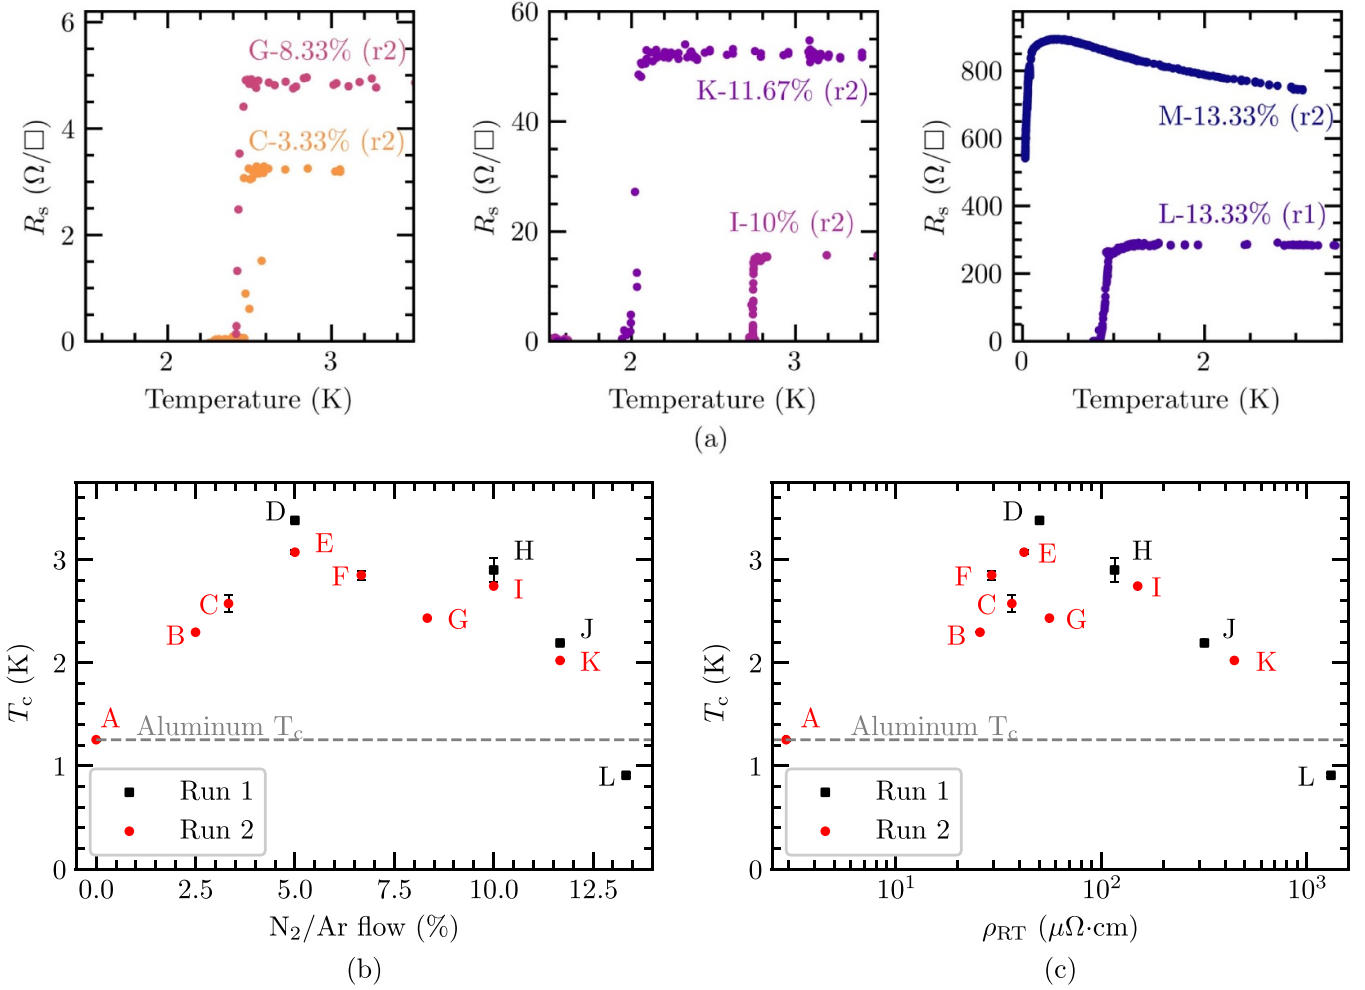 6
4
2
0
R_s (Ω/□)
G-8.33% (r2)
C-3.33% (r2)
2 3
Temperature (K)
60
40
20
0
R_s (Ω/□)
K-11.67% (r2)
I-10% (r2)
2 3
Temperature (K)
800
600
400
200
0
R_s (Ω/□)
M-13.33% (r2)
L-13.33% (r1)
0 2
Temperature (K)
(a)
3
2
1
0
T_c (K)
D
E
F
H
I
C
B
G
J
K
A
Aluminum T_c
L
Run 1
Run 2
0.0 2.5 5.0 7.5 10.0 12.5
N_2/Ar flow (%)
(b)
3
2
1
0
T_c (K)
D
E
H
F
I
C
B
G
J
K
A
Aluminum T_c
L
Run 1
Run 2
10^1 10^2 10^3
ρ_RT (μΩ·cm)
(c)